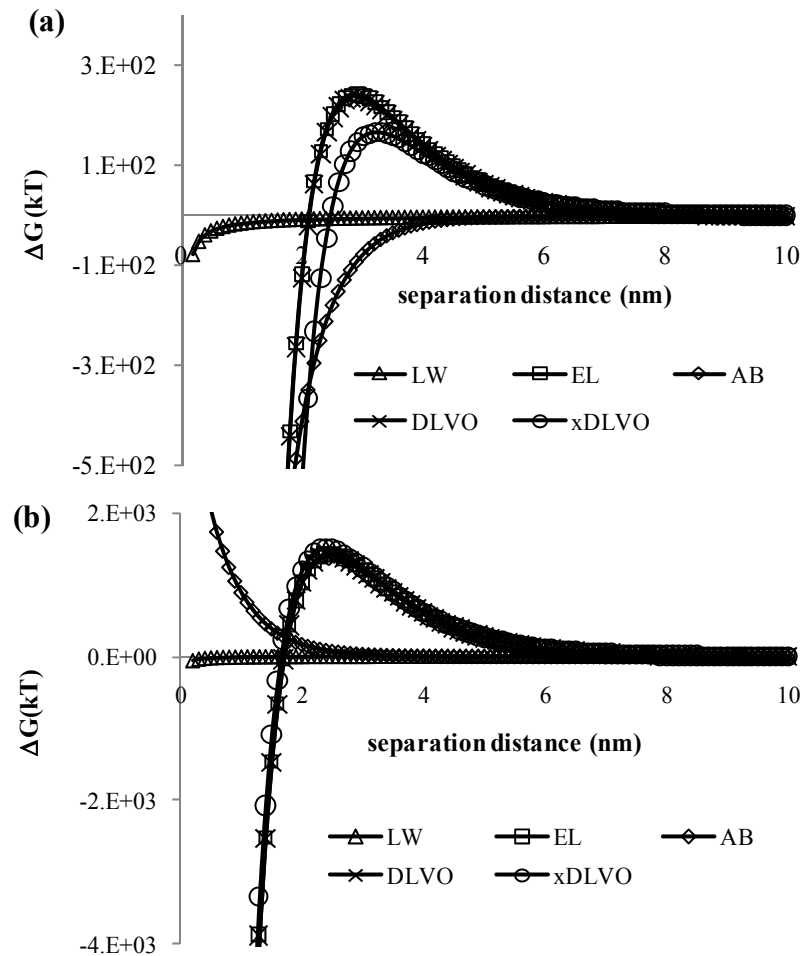 (a)
3.E+02
1.E+02
-1.E+02
-3.E+02
-5.E+02
ΔG (kT)
0 2 4 6 8 10
separation distance (nm)
LW EL AB
DLVO xDLVO
(b)
2.E+03
0.E+00
-2.E+03
-4.E+03
ΔG(kT)
0 2 4 6 8 10
separation distance (nm)
LW EL AB
DLVO xDLVO